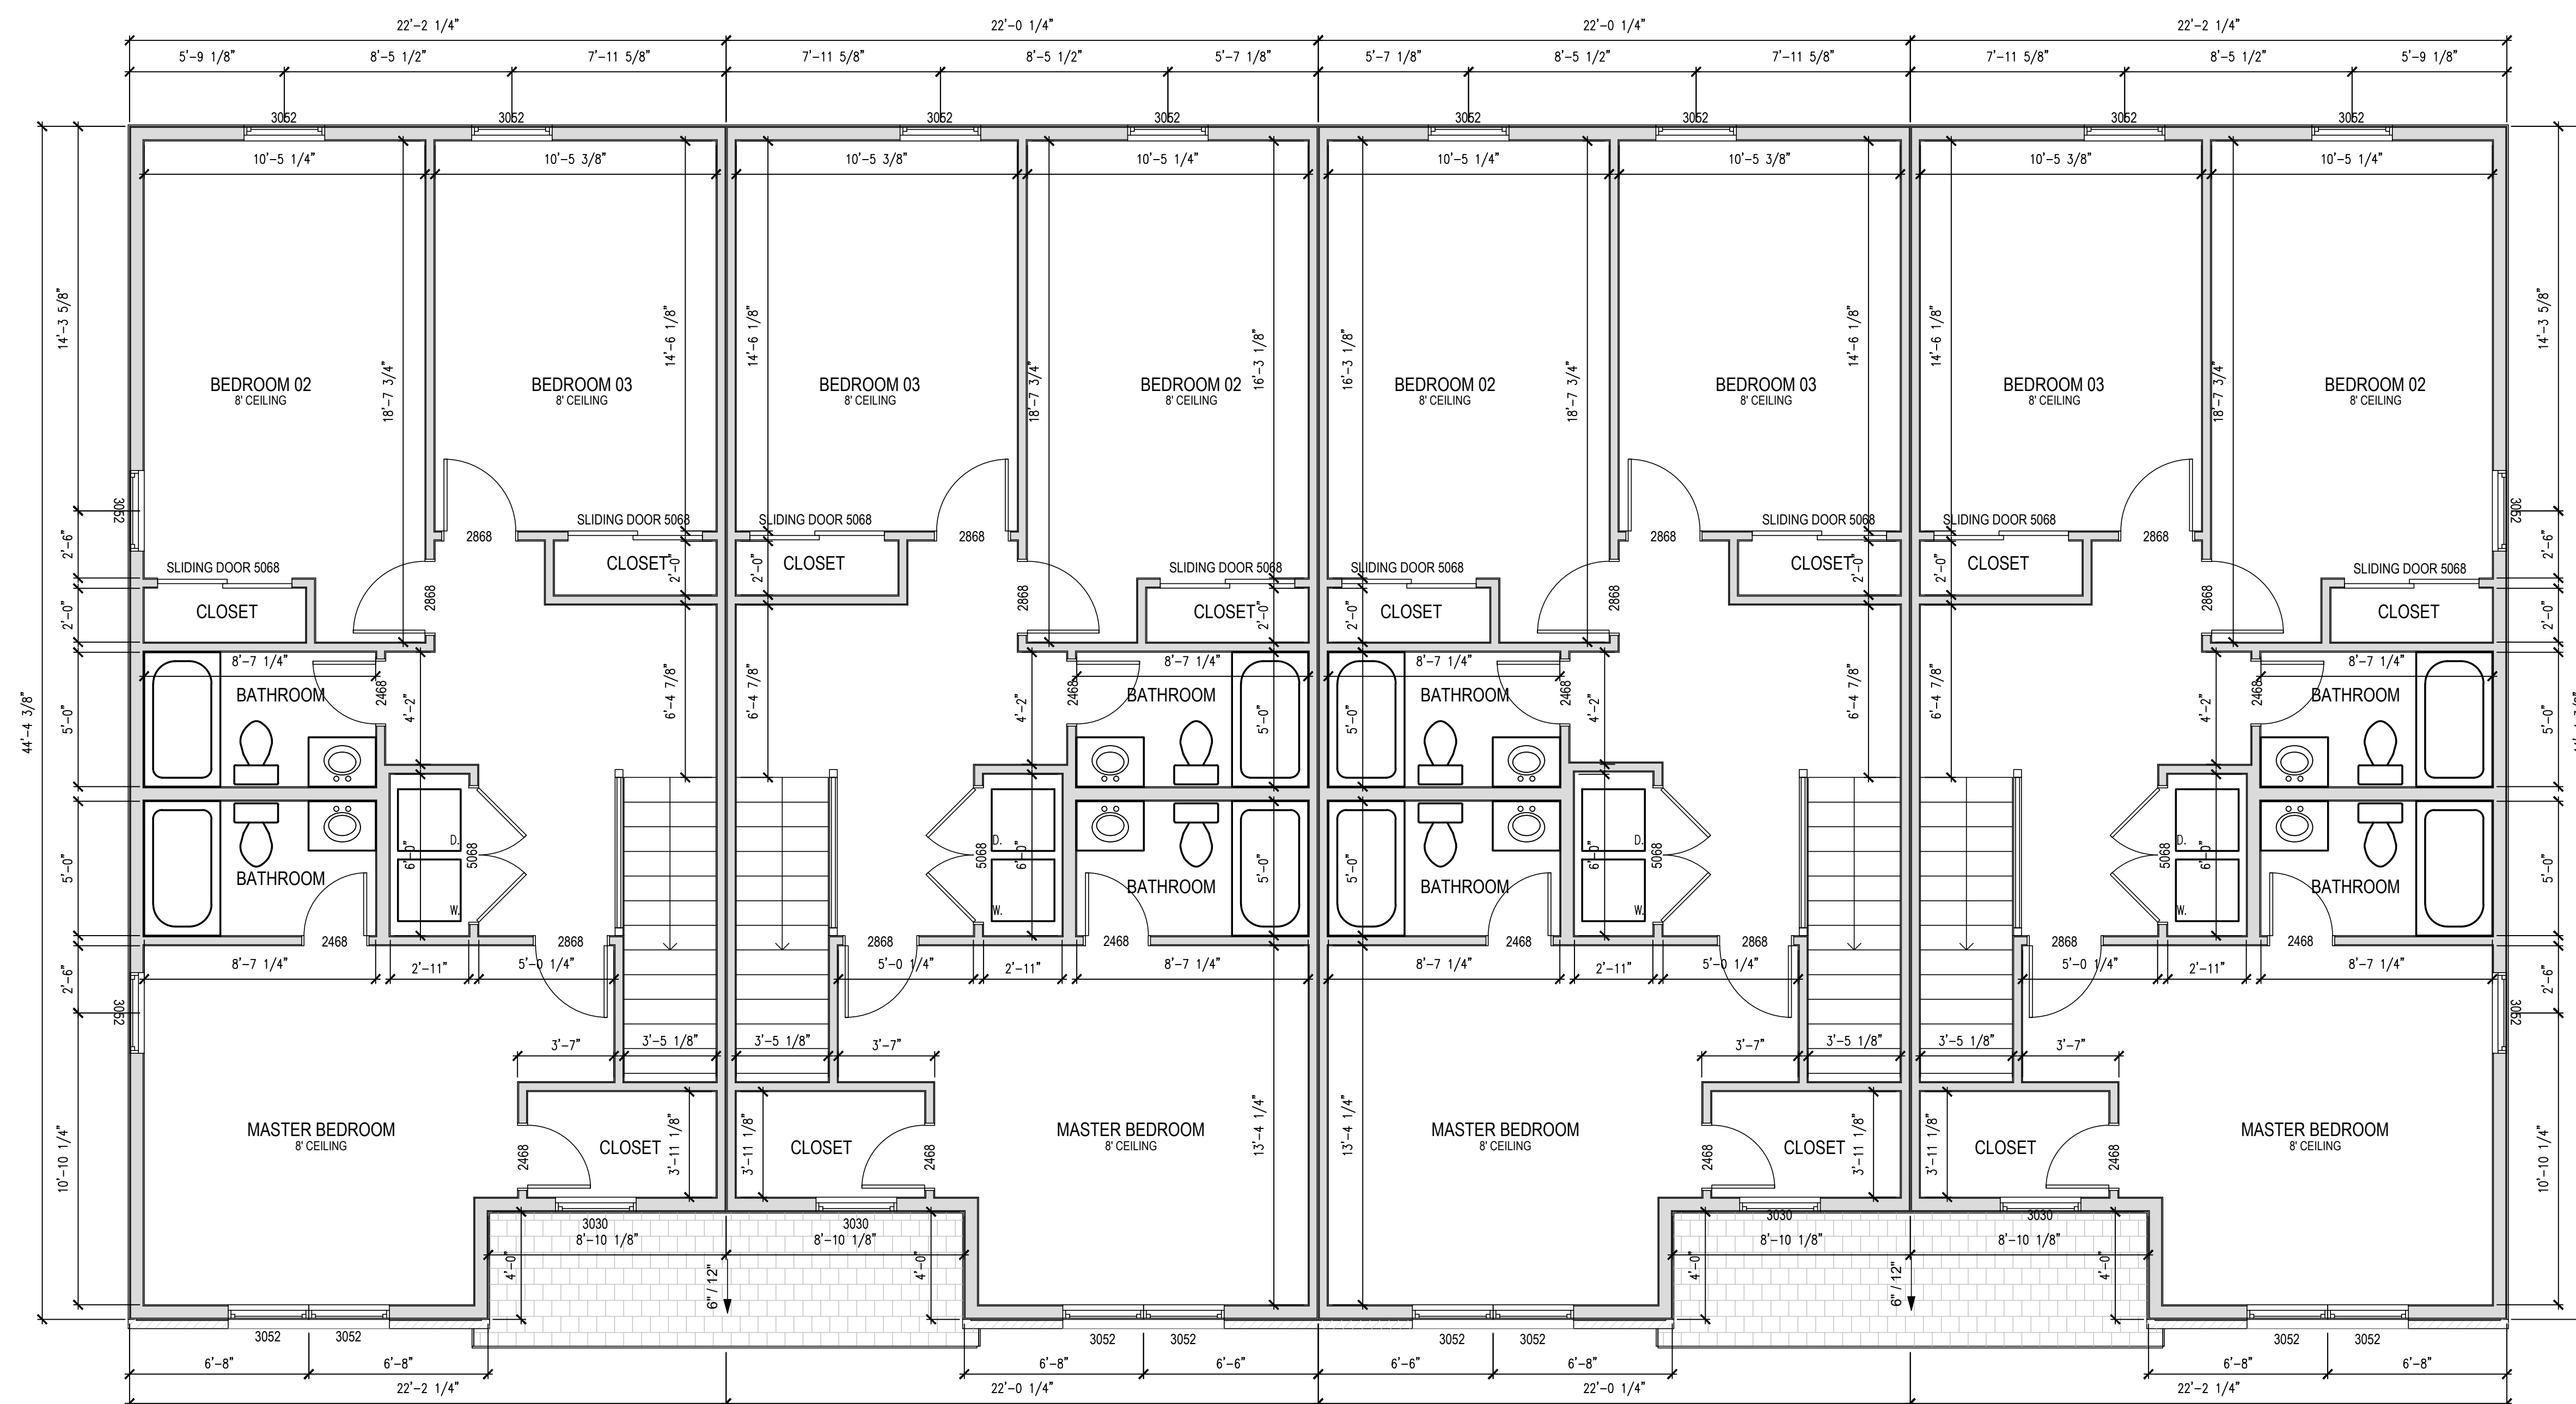 22'-2 1/4" 22'-0 1/4" 22'-0 1/4" 22'-2 1/4"
5'-9 1/8" 8'-5 1/2" 7'-11 5/8" 7'-11 5/8" 8'-5 1/2" 5'-7 1/8" 5'-7 1/8" 8'-5 1/2" 7'-11 5/8" 7'-11 5/8" 8'-5 1/2" 5'-9 1/8"
3052 3052 3052 3052 3052 3052 3052 3052
10'-5 1/4" 10'-5 3/8" 10'-5 3/8" 10'-5 1/4" 10'-5 1/4" 10'-5 3/8" 10'-5 3/8" 10'-5 1/4"
14'-3 5/8" 14'-6 1/8" 14'-6 1/8" 16'-3 1/8" 16'-3 1/8" 14'-6 1/8" 14'-6 1/8" 14'-3 5/8"
18'-7 3/4" 18'-7 3/4" 18'-7 3/4" 18'-7 3/4"
BEDROOM 02 BEDROOM 03 BEDROOM 03 BEDROOM 02 BEDROOM 02 BEDROOM 03 BEDROOM 03 BEDROOM 02
8' CEILING 8' CEILING 8' CEILING 8' CEILING 8' CEILING 8' CEILING 8' CEILING 8' CEILING
3052 3052
SLIDING DOOR 5068 SLIDING DOOR 5068 SLIDING DOOR 5068 SLIDING DOOR 5068
2868 2868 2868 2868
2'-6" 2'-6"
CLOSET CLOSET CLOSET CLOSET
2'-0" 2'-0" 2'-0" 2'-0"
SLIDING DOOR 5068 SLIDING DOOR 5068 SLIDING DOOR 5068 SLIDING DOOR 5068
2868 2868 2868 2868
CLOSET CLOSET CLOSET CLOSET
2'-0" 2'-0" 2'-0" 2'-0"
8'-7 1/4" 8'-7 1/4" 8'-7 1/4" 8'-7 1/4"
BATHROOM BATHROOM BATHROOM BATHROOM
2468 2468 2468 2468
6'-4 7/8" 6'-4 7/8" 6'-4 7/8" 6'-4 7/8"
4'-2" 4'-2" 4'-2" 4'-2"
44'-4 3/8"
5'-0" 5'-0" 5'-0" 5'-0"
D. D. D. D.
5068 5068 5068 5068
6'-0" 6'-0" 6'-0" 6'-0"
5'-0" 5'-0" 5'-0" 5'-0"
BATHROOM BATHROOM BATHROOM BATHROOM
W. W. W. W.
2468 2868 2868 2468 2468 2868 2868 2468
8'-7 1/4" 2'-11" 5'-0 1/4" 5'-0 1/4" 2'-11" 8'-7 1/4" 8'-7 1/4" 2'-11" 5'-0 1/4" 5'-0 1/4" 2'-11" 8'-7 1/4"
2'-6" 2'-6"
3052 3052
3'-7" 3'-5 1/8" 3'-5 1/8" 3'-7" 3'-7" 3'-5 1/8" 3'-5 1/8" 3'-7"
10'-10 1/4" 13'-4 1/4" 13'-4 1/4" 10'-10 1/4"
MASTER BEDROOM MASTER BEDROOM MASTER BEDROOM MASTER BEDROOM
8' CEILING 8' CEILING 8' CEILING 8' CEILING
CLOSET CLOSET CLOSET CLOSET
3'-11 1/8" 3'-11 1/8" 3'-11 1/8" 3'-11 1/8"
2468 2468 2468 2468
3030 3030 3030 3030
8'-10 1/8" 8'-10 1/8" 8'-10 1/8" 8'-10 1/8"
4'-0" 4'-0" 4'-0" 4'-0"
6" / 12" 6" / 12"
3052 3052 3052 3052 3052 3052 3052 3052
6'-8" 6'-8" 6'-8" 6'-6" 6'-6" 6'-8" 6'-8" 6'-8"
22'-2 1/4" 22'-0 1/4" 22'-0 1/4" 22'-2 1/4"